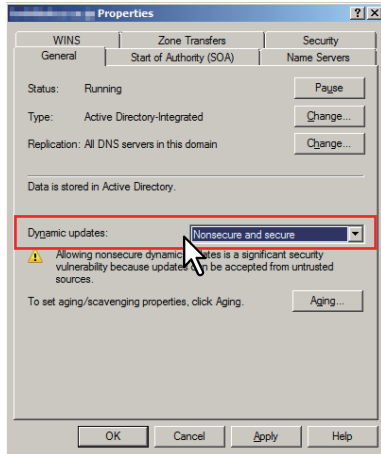 Properties
WINS Zone Transfers Security
General Start of Authority (SOA) Name Servers
Status: Running Pause
Type: Active Directory-Integrated Change...
Replication: All DNS servers in this domain Change...
Data is stored in Active Directory.
Dynamic updates: Nonsecure and secure
Allowing nonsecure dynamic updates is a significant security
vulnerability because updates can be accepted from untrusted
sources.
To set aging/scavenging properties, click Aging. Aging...
OK Cancel Apply Help